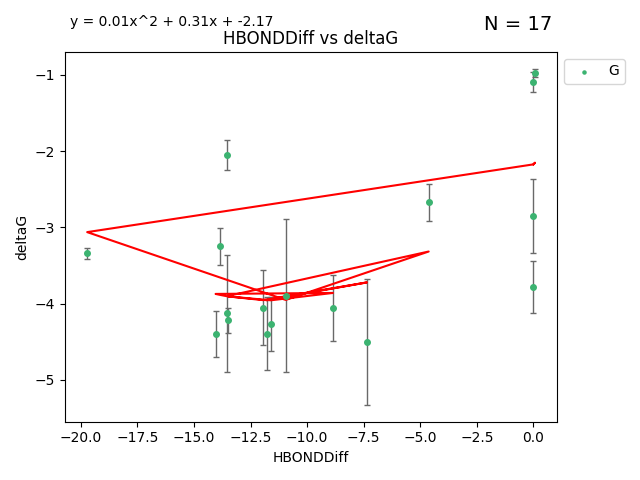 y = 0.01x^2 + 0.31x + -2.17
N = 17
HBONDDiff vs deltaG
G
deltaG
−1
−2
−3
−4
−5
−20.0 −17.5 −15.0 −12.5 −10.0 −7.5 −5.0 −2.5 0.0
HBONDDiff